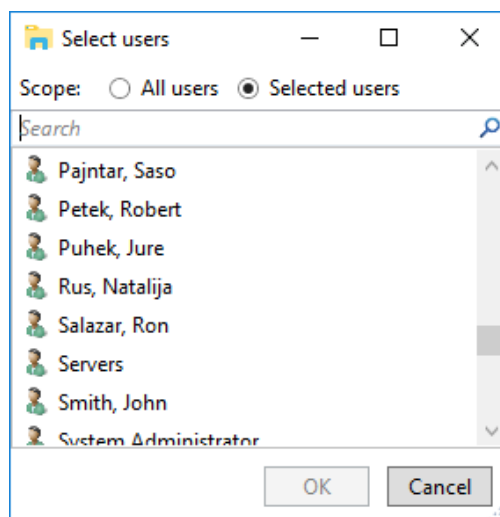 Select users
Scope: All users Selected users
Search
Pajntar, Saso
Petek, Robert
Puhek, Jure
Rus, Natalija
Salazar, Ron
Servers
Smith, John
System Administrator
OK Cancel